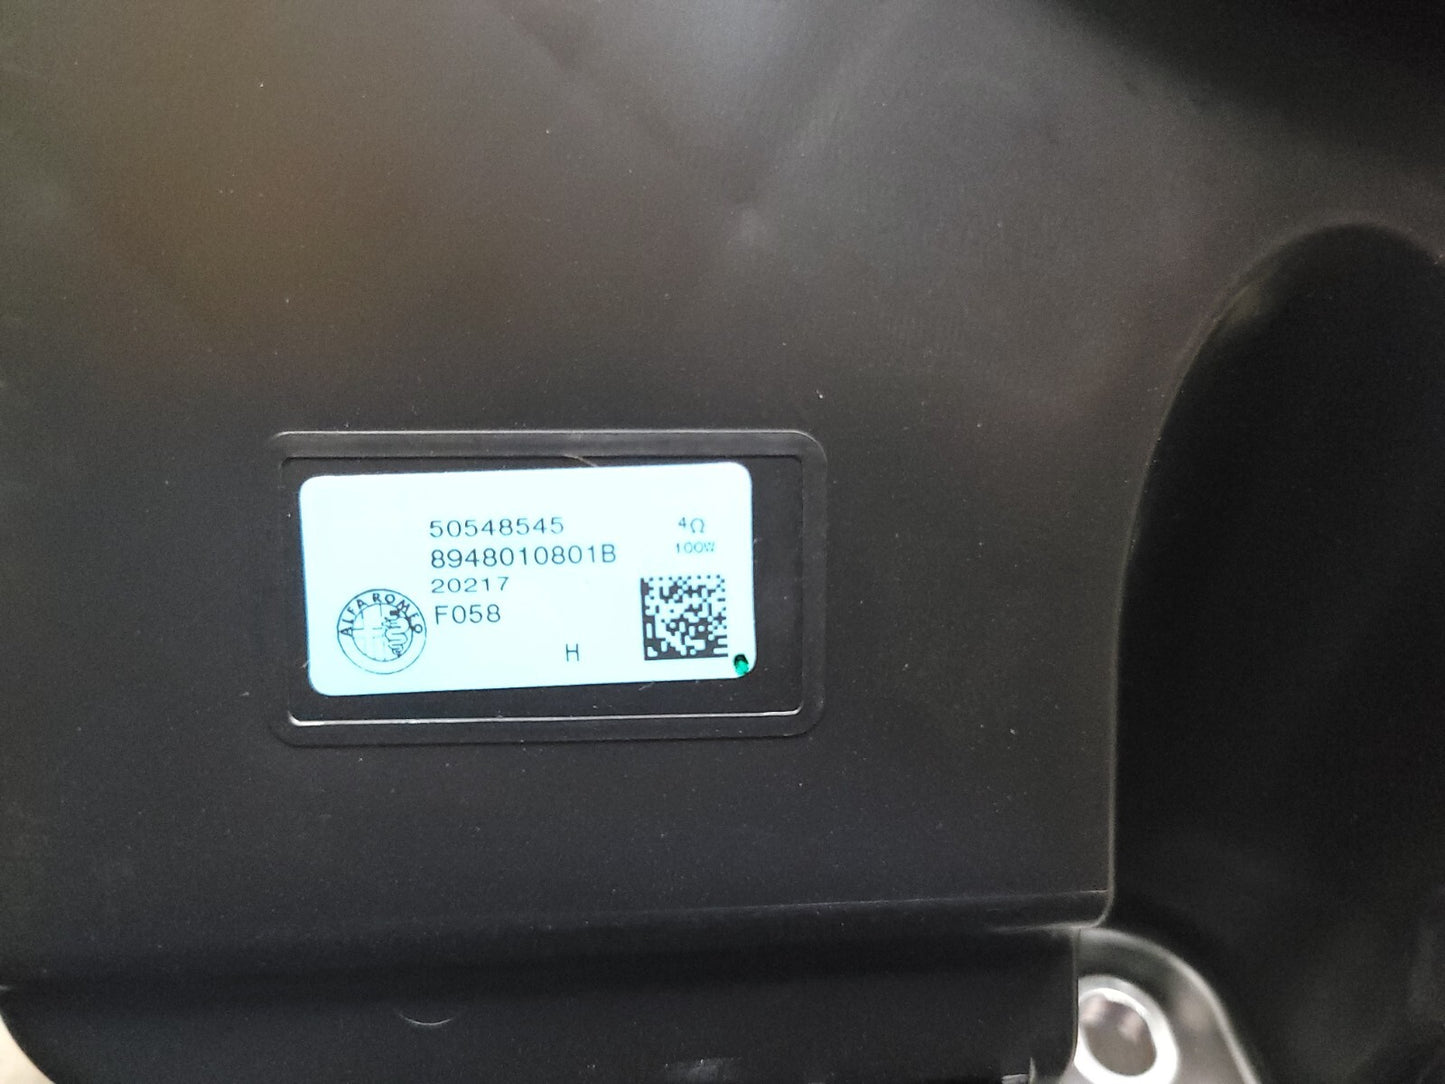 50548545
8948010801B
20217
F058
H
4Ω
100W
ALFA ROMEO